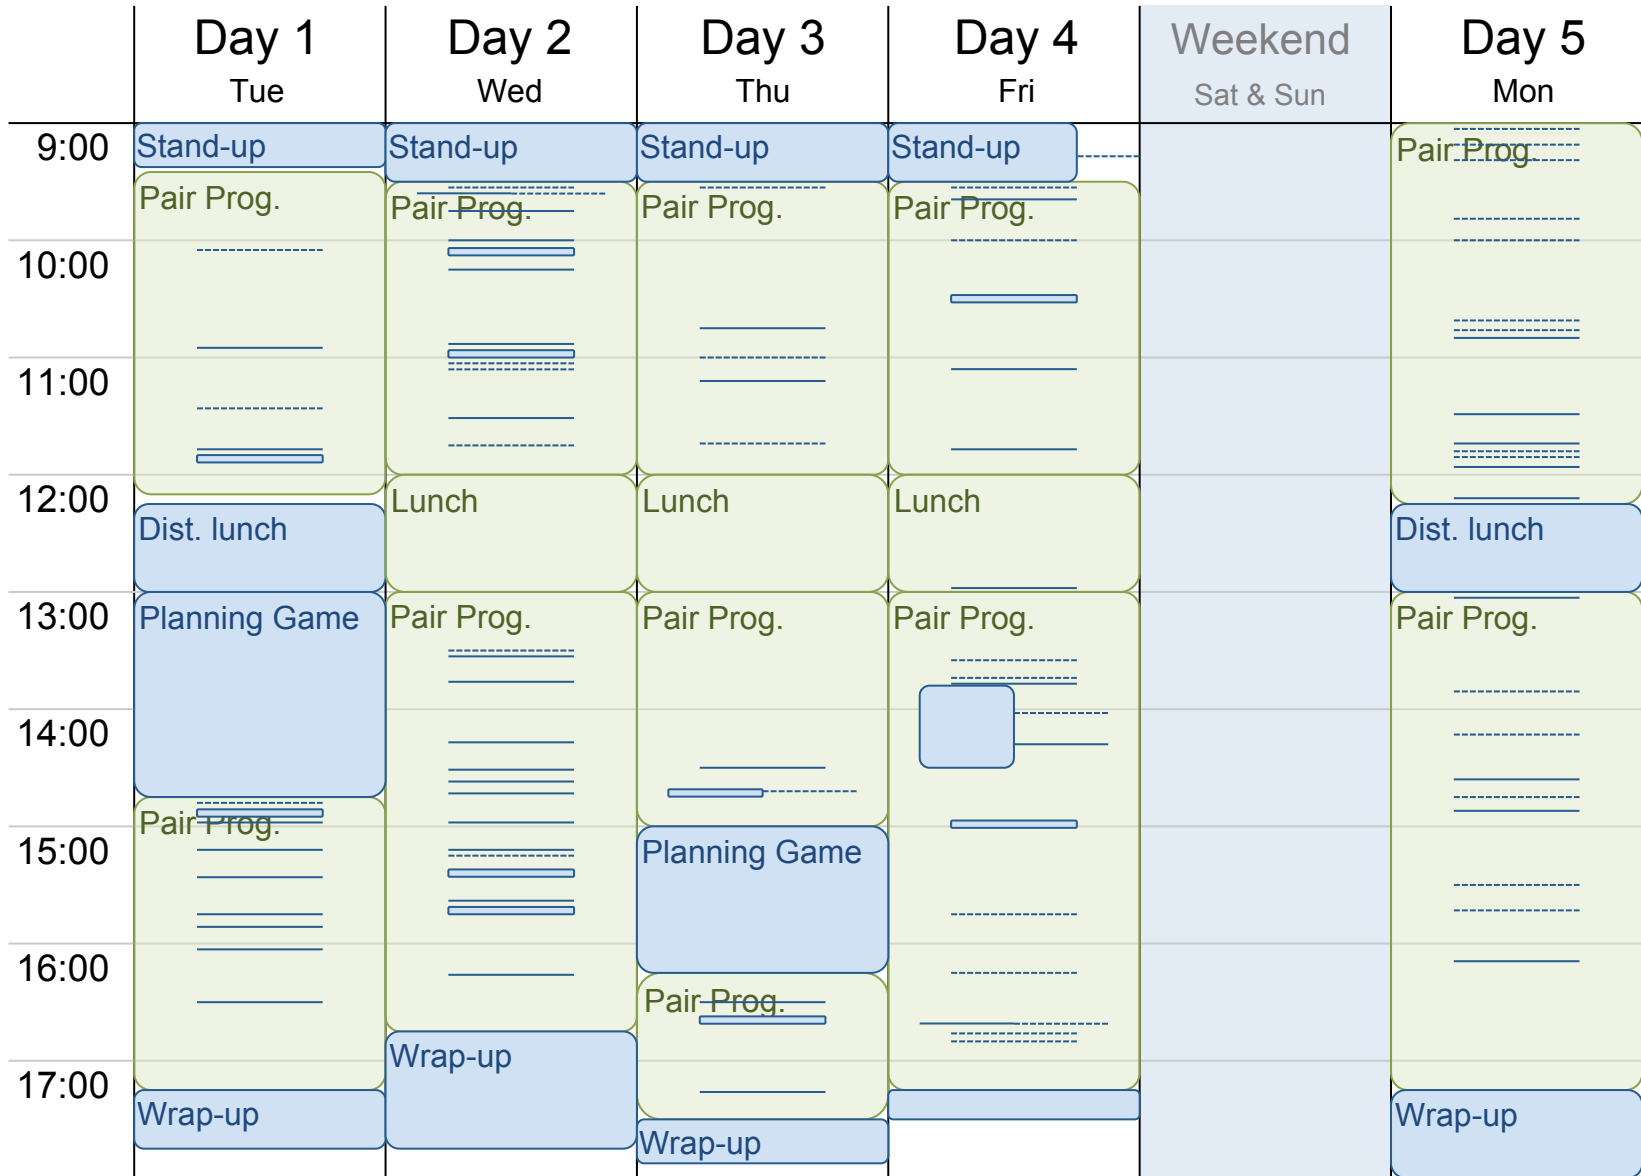 Day 1
Day 2
Day 3
Day 4
Weekend
Day 5
Tue
Wed
Thu
Fri
Sat & Sun
Mon
9:00
Stand-up
Stand-up
Stand-up
Stand-up
Pair Prog.
Pair Prog.
Pair Prog.
Pair Prog.
Pair Prog.
10:00
11:00
12:00
Dist. lunch
Lunch
Lunch
Lunch
Dist. lunch
13:00
Planning Game
Pair Prog.
Pair Prog.
Pair Prog.
Pair Prog.
14:00
Pair Prog.
15:00
Planning Game
16:00
Pair Prog.
Wrap-up
17:00
Wrap-up
Wrap-up
Wrap-up